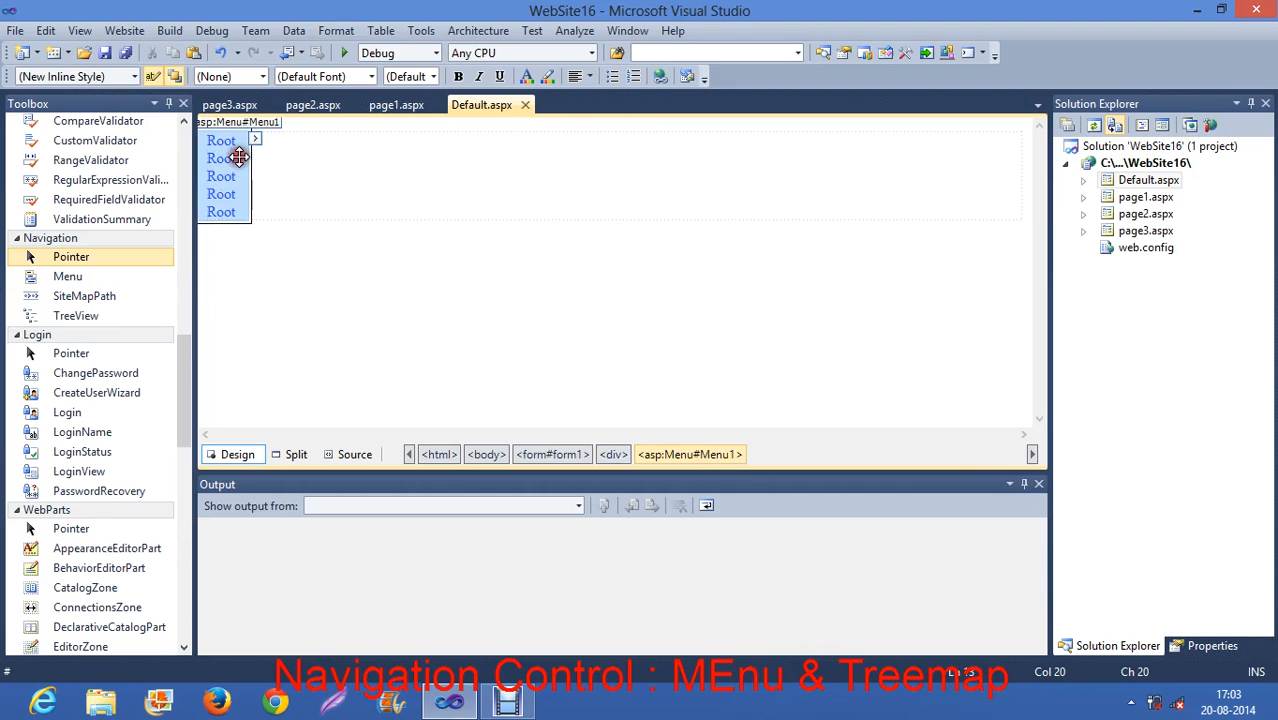 WebSite16 - Microsoft Visual Studio
File Edit View Website Build Debug Team Data Format Table Tools Architecture Test Analyze Window Help
Debug Any CPU
(New Inline Style) (None) (Default Font) (Default B I U A
Toolbox
CompareValidator
CustomValidator
RangeValidator
RegularExpressionVali...
RequiredFieldValidator
ValidationSummary
Navigation
Pointer
Menu
SiteMapPath
TreeView
Login
Pointer
ChangePassword
CreateUserWizard
Login
LoginName
LoginStatus
LoginView
PasswordRecovery
WebParts
Pointer
AppearanceEditorPart
BehaviorEditorPart
CatalogZone
ConnectionsZone
DeclarativeCatalogPart
EditorZone
page3.aspx page2.aspx page1.aspx Default.aspx
asp:Menu#Menu1
Root
Root
Root
Root
Root
Design Split Source <html> <body> <form#form1> <div> <asp:Menu#Menu1>
Output
Show output from:
Solution Explorer
Solution 'WebSite16' (1 project)
C:\...\WebSite16\
Default.aspx
page1.aspx
page2.aspx
page3.aspx
web.config
Solution Explorer Properties
Ln 13 Col 20 Ch 20 INS
Navigation Control : MEnu & Treemap
17:03
20-08-2014